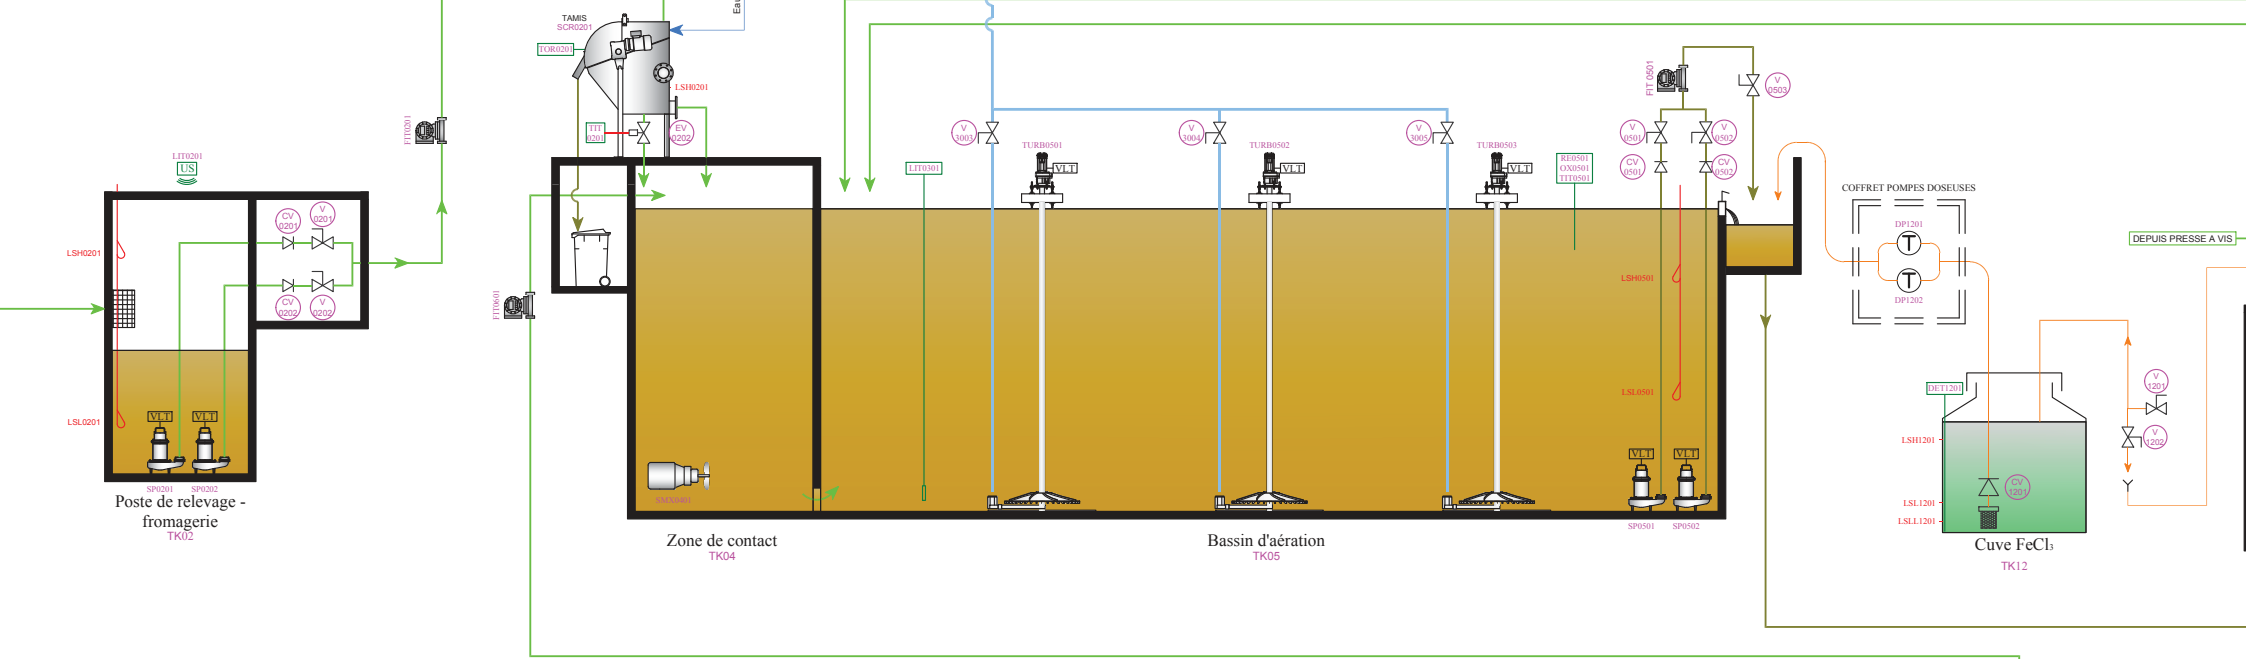 TAMIS
SCR0201
Eau
TOR0201
LSH0201
TIT
0201
EV
0202
FIT0201
LIT0201
US
LSH0201
CV
0201
V
0201
CV
0202
V
0202
LSL0201
VLT
VLT
SP0201
SP0202
Poste de relevage -
fromagerie
TK02
FIT0601
SMX0401
Zone de contact
TK04
LIT0301
V
3003
V
3004
V
3005
TURB0501
VLT
TURB0502
VLT
TURB0503
VLT
RE0501
OX0501
TIT0501
FIT 0501
V
0501
V
0502
CV
0501
CV
0502
V
0503
LSH0501
LSL0501
VLT
VLT
SP0501
SP0502
Bassin d'aération
TK05
COFFRET POMPES DOSEUSES
DP1201
T
T
DP1202
DEPUIS PRESSE A VIS
DET1201
LSH1201
LSL1201
LSLL1201
CV
1201
V
1201
V
1202
Cuve FeCl₃
TK12